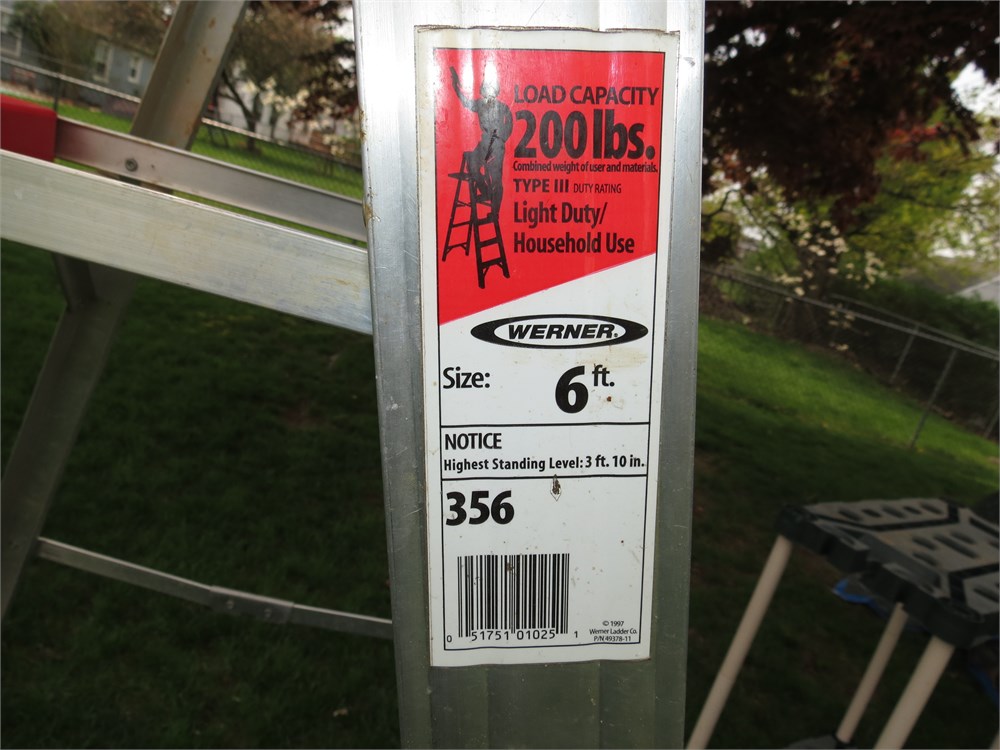 LOAD CAPACITY
200 lbs.
Combined weight of user and materials.
TYPE III DUTY RATING
Light Duty/
Household Use
WERNER®
Size: 6 ft.
NOTICE
Highest Standing Level: 3 ft. 10 in.
356
0 51751 01025 1
© 1997
Werner Ladder Co.
P/N 49378-11